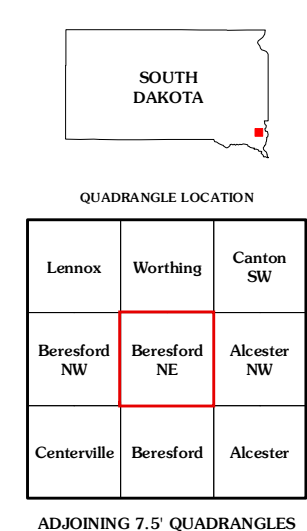 SOUTH
DAKOTA
QUADRANGLE LOCATION
Lennox
Worthing
Canton
SW
Beresford
NW
Beresford
NE
Alcester
NW
Centerville
Beresford
Alcester
ADJOINING 7.5' QUADRANGLES